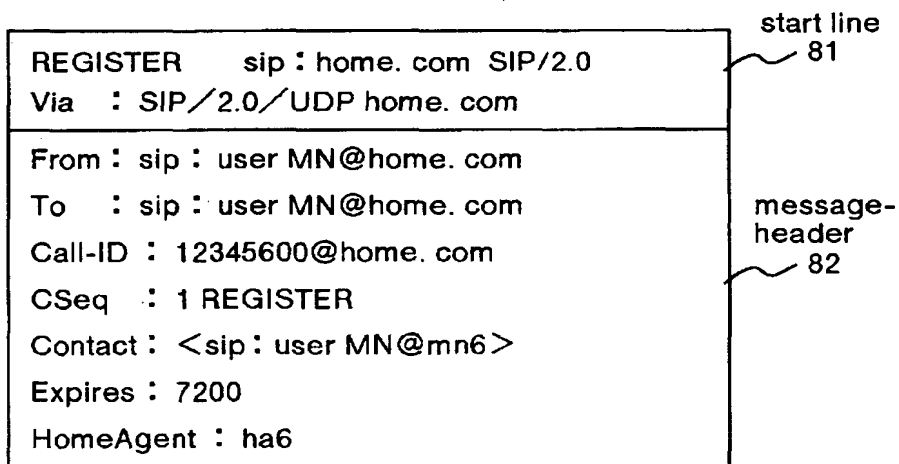 start line
81
REGISTER sip : home. com SIP/2.0
Via : SIP/2.0/UDP home. com
From : sip : user MN@home. com
To : sip : user MN@home. com
message-
header
82
Call-ID : 12345600@home. com
CSeq : 1 REGISTER
Contact : <sip : user MN@mn6>
Expires : 7200
HomeAgent : ha6